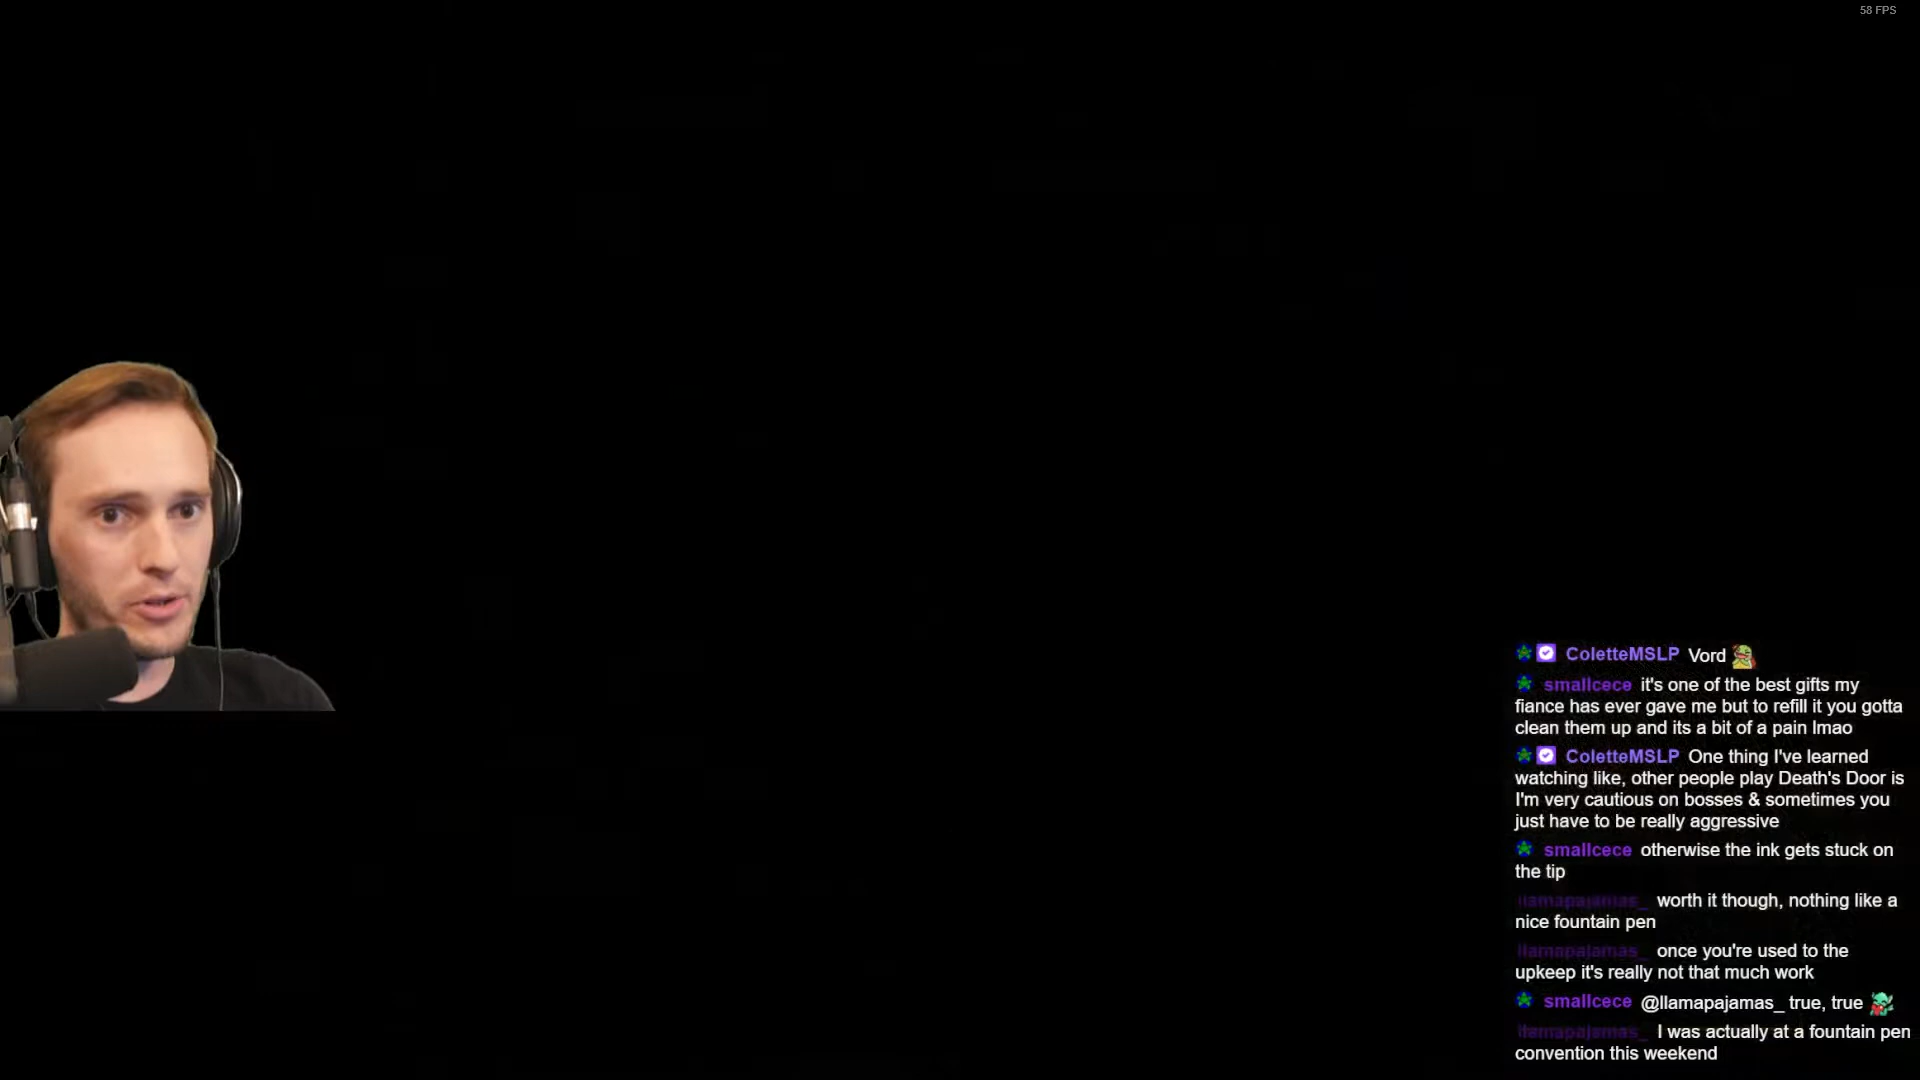 58 FPS
ColetteMSLP Vord
smallcece it's one of the best gifts my
fiance has ever gave me but to refill it you gotta
clean them up and its a bit of a pain lmao
ColetteMSLP One thing I've learned
watching like, other people play Death's Door is
I'm very cautious on bosses & sometimes you
just have to be really aggressive
smallcece otherwise the ink gets stuck on
the tip
llamapajamas_ worth it though, nothing like a
nice fountain pen
llamapajamas_ once you're used to the
upkeep it's really not that much work
smallcece @llamapajamas_ true, true
llamapajamas_ I was actually at a fountain pen
convention this weekend